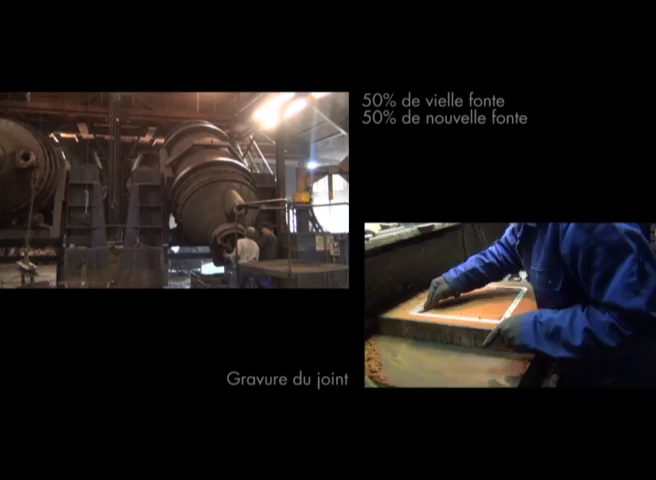 50% de vielle fonte
50% de nouvelle fonte
Gravure du joint